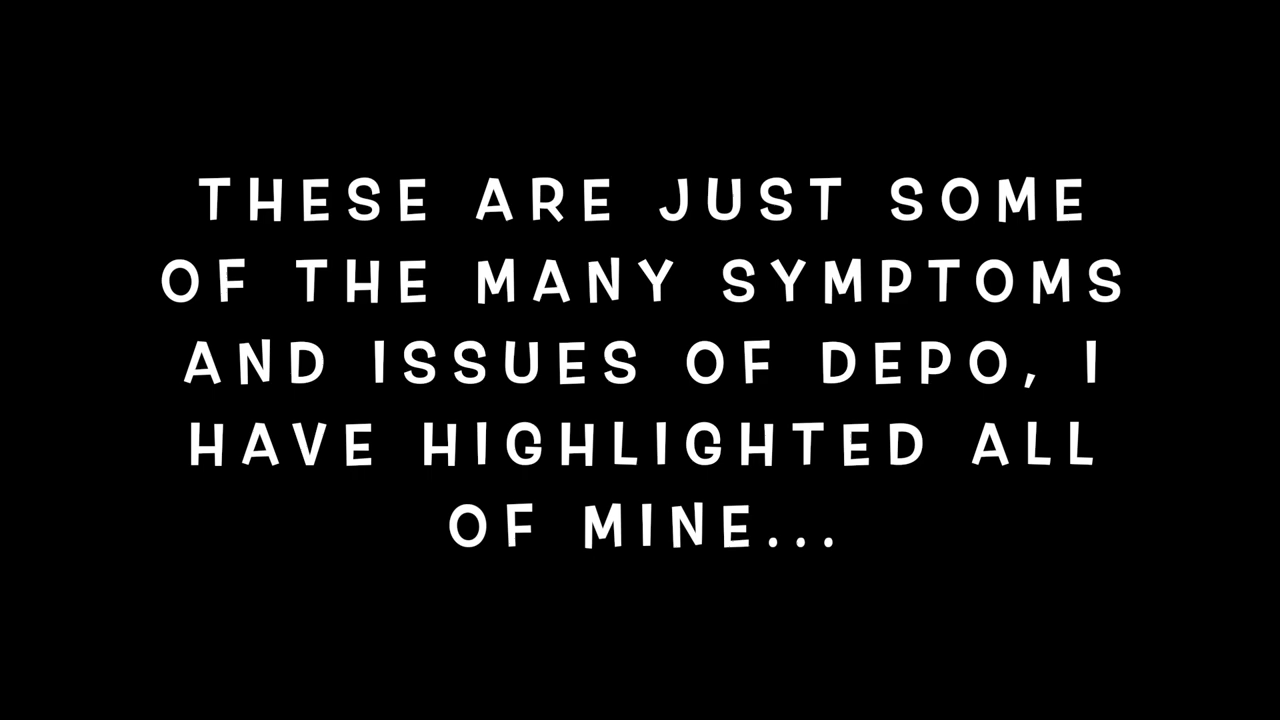 THESE ARE JUST SOME
OF THE MANY SYMPTOMS
AND ISSUES OF DEPO, I
HAVE HIGHLIGHTED ALL
OF MINE...